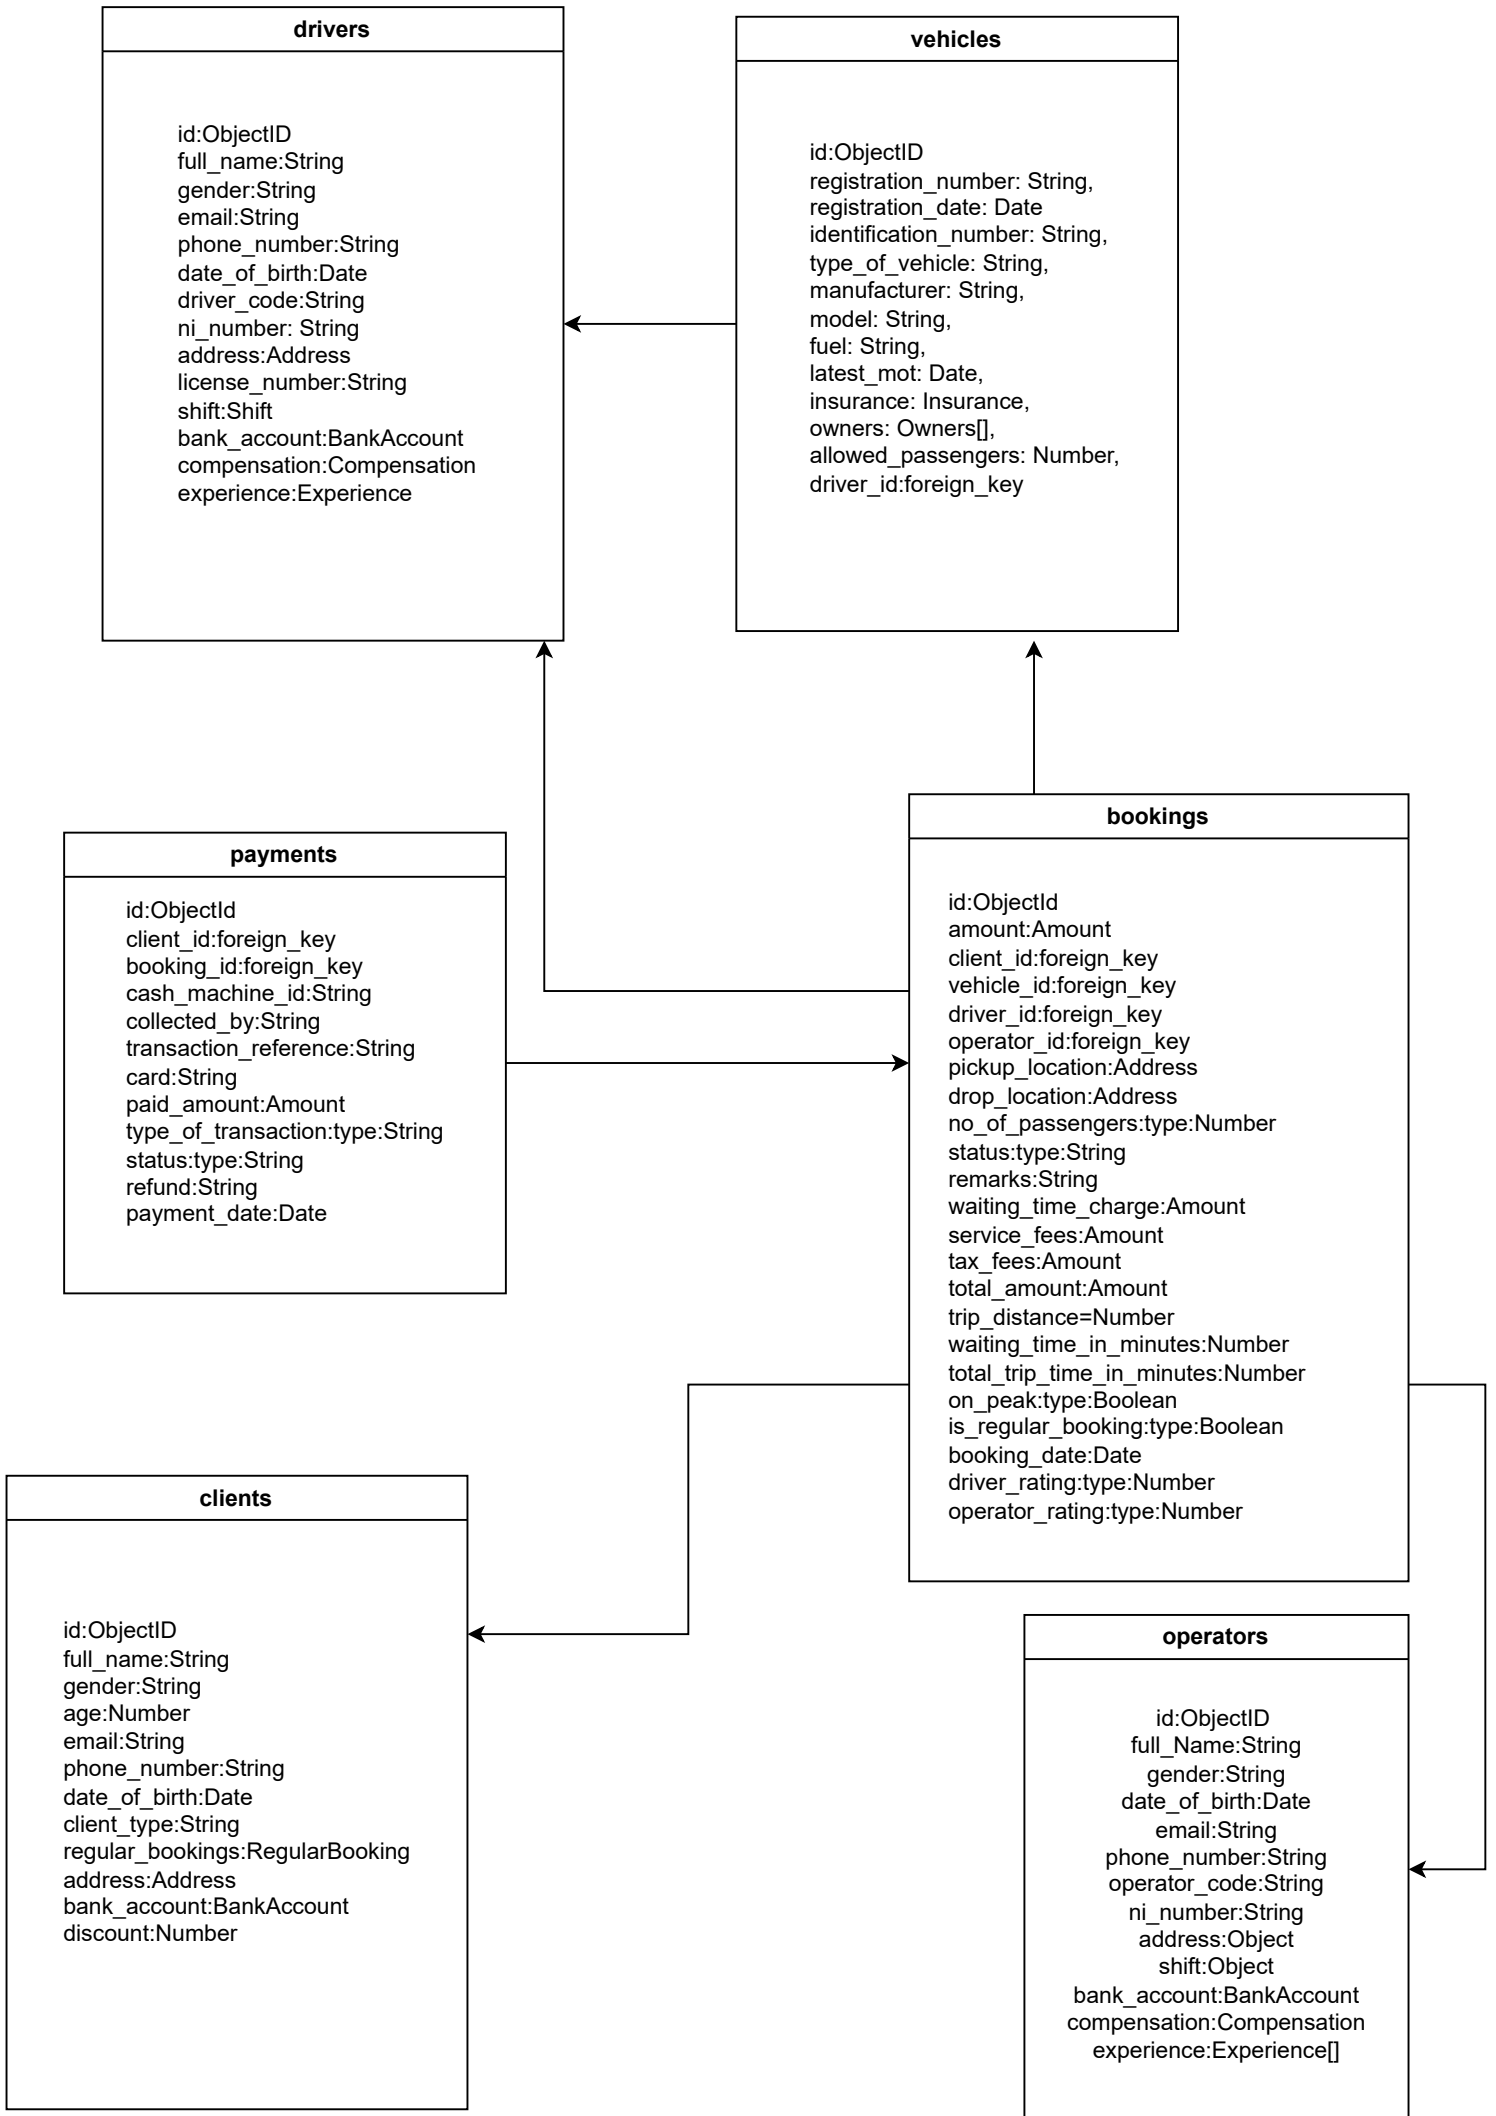 drivers
id:ObjectID
full_name:String
gender:String
email:String
phone_number:String
date_of_birth:Date
driver_code:String
ni_number: String
address:Address
license_number:String
shift:Shift
bank_account:BankAccount
compensation:Compensation
experience:Experience
vehicles
id:ObjectID
registration_number: String,
registration_date: Date
identification_number: String,
type_of_vehicle: String,
manufacturer: String,
model: String,
fuel: String,
latest_mot: Date,
insurance: Insurance,
owners: Owners[],
allowed_passengers: Number,
driver_id:foreign_key
payments
id:ObjectId
client_id:foreign_key
booking_id:foreign_key
cash_machine_id:String
collected_by:String
transaction_reference:String
card:String
paid_amount:Amount
type_of_transaction:type:String
status:type:String
refund:String
payment_date:Date
bookings
id:ObjectId
amount:Amount
client_id:foreign_key
vehicle_id:foreign_key
driver_id:foreign_key
operator_id:foreign_key
pickup_location:Address
drop_location:Address
no_of_passengers:type:Number
status:type:String
remarks:String
waiting_time_charge:Amount
service_fees:Amount
tax_fees:Amount
total_amount:Amount
trip_distance=Number
waiting_time_in_minutes:Number
total_trip_time_in_minutes:Number
on_peak:type:Boolean
is_regular_booking:type:Boolean
booking_date:Date
driver_rating:type:Number
operator_rating:type:Number
clients
id:ObjectID
full_name:String
gender:String
age:Number
email:String
phone_number:String
date_of_birth:Date
client_type:String
regular_bookings:RegularBooking
address:Address
bank_account:BankAccount
discount:Number
operators
id:ObjectID
full_Name:String
gender:String
date_of_birth:Date
email:String
phone_number:String
operator_code:String
ni_number:String
address:Object
shift:Object
bank_account:BankAccount
compensation:Compensation
experience:Experience[]